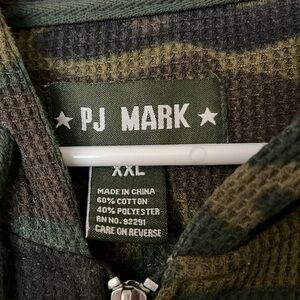 ★ PJ MARK ★
XXL
MADE IN CHINA
60% COTTON
40% POLYESTER
RN NO. 92291
CARE ON REVERSE